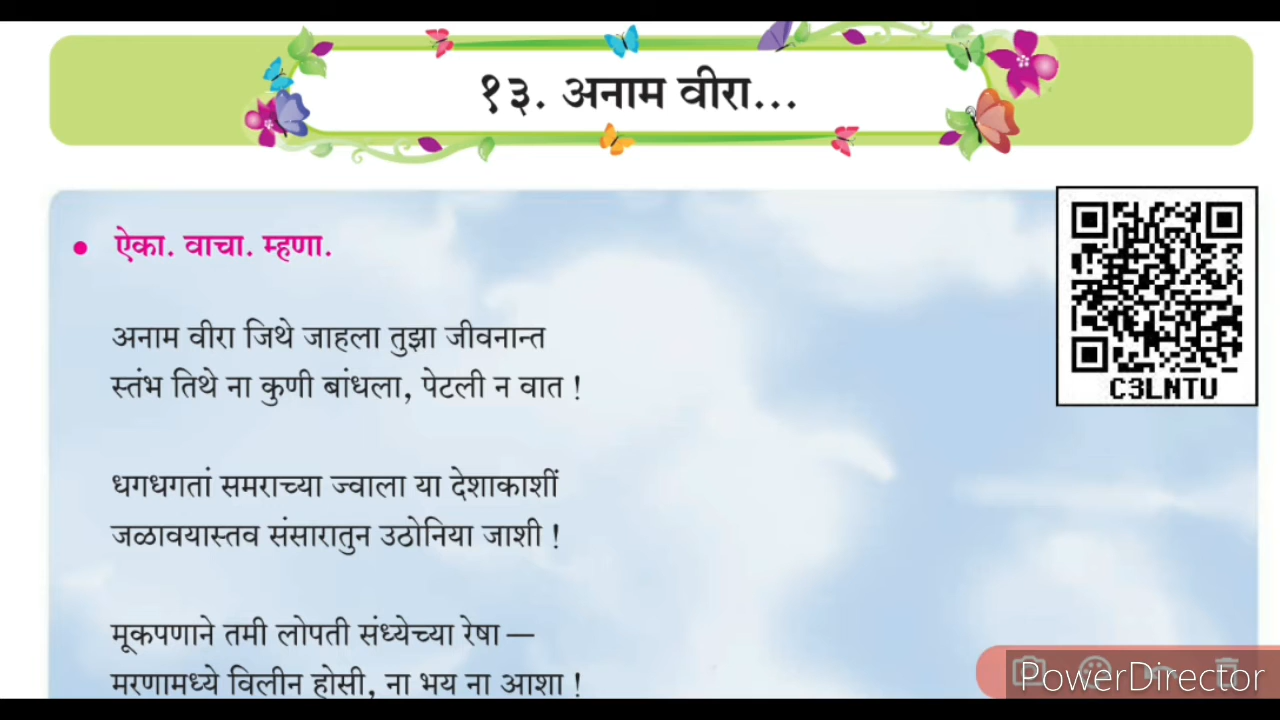 १३. अनाम वीरा...
• ऐका. वाचा. म्हणा.
अनाम वीरा जिथे जाहला तुझा जीवनान्त
स्तंभ तिथे ना कुणी बांधला, पेटली न वात !
धगधगतां समराच्या ज्वाला या देशाकाशीं
जळावयास्तव संसारातुन उठोनिया जाशी !
मूकपणाने तमी लोपती संध्येच्या रेषा —
मरणामध्ये विलीन होसी, ना भय ना आशा !
C3LNTU
PowerDirector